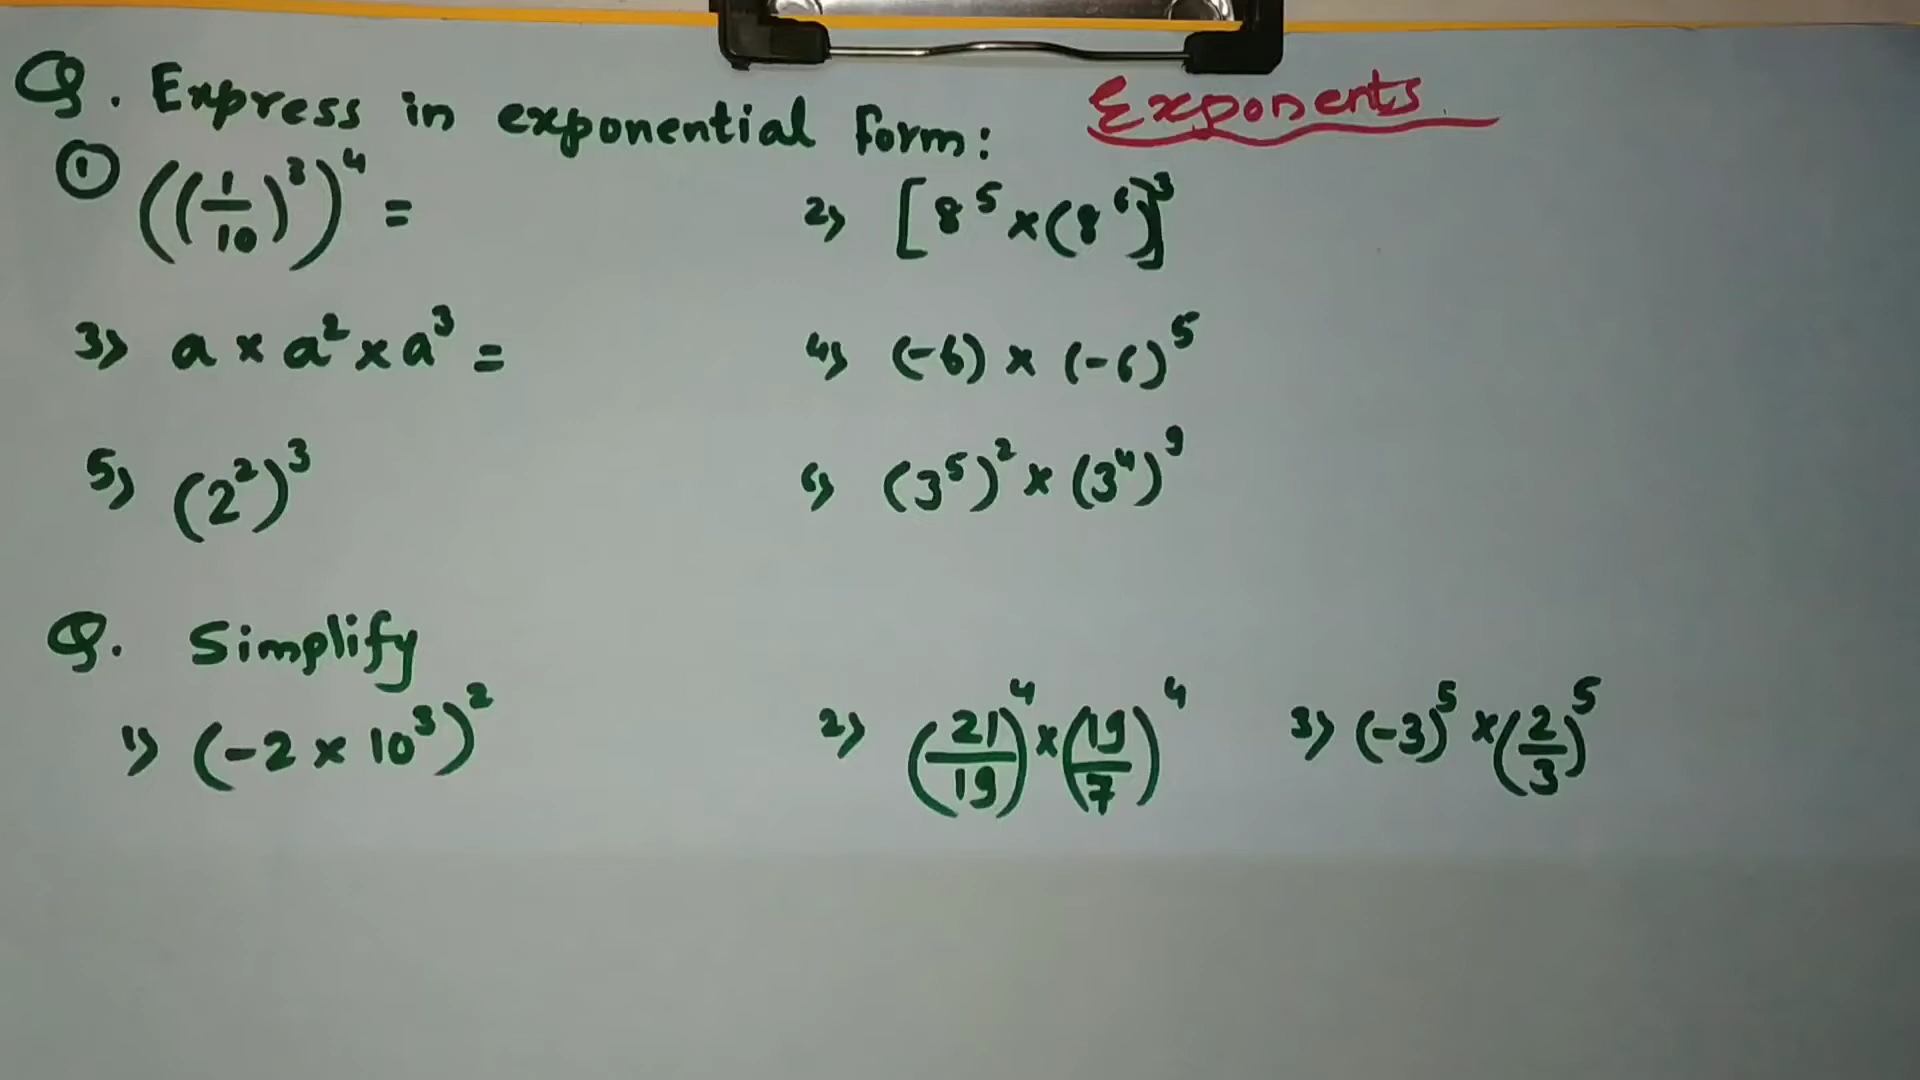 Q. Express in exponential form: Exponents
① ((1/10)³)⁴ = 2) [8⁵×(8⁶)]³
3) a × a² × a³ = 4) (-6) × (-6)⁵
5) (2²)³ 6) (3⁵)² × (3⁴)⁹
Q. Simplify
1) (-2 × 10³)² 2) (21/19)⁴ × (19/7)⁴ 3) (-3)⁵ × (2/3)⁵